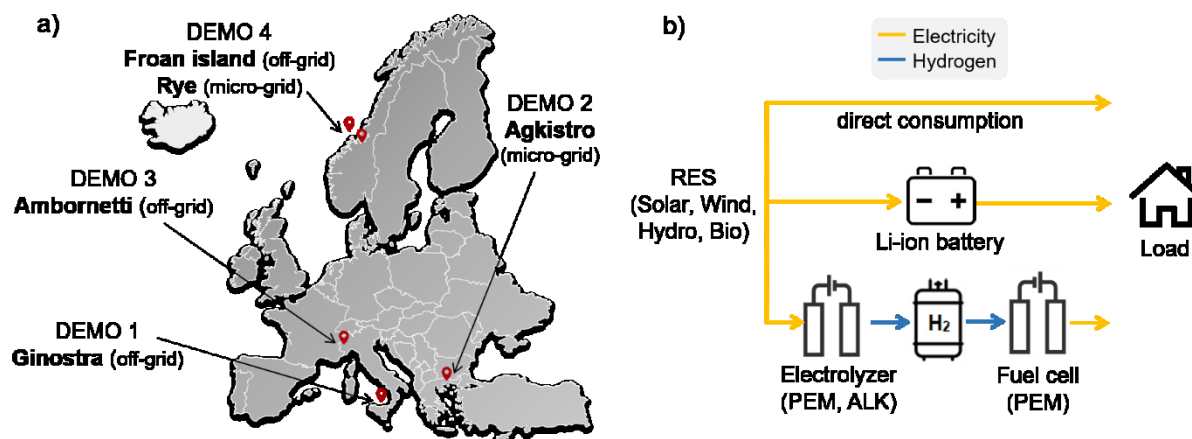 a)
DEMO 4
Froan island (off-grid)
Rye (micro-grid)
DEMO 2
Agkistro
(micro-grid)
DEMO 3
Ambornetti (off-grid)
DEMO 1
Ginostra (off-grid)
b)
Electricity
Hydrogen
direct consumption
RES
(Solar, Wind,
Hydro, Bio)
Li-ion battery
Load
H2
Electrolyzer
(PEM, ALK)
Fuel cell
(PEM)